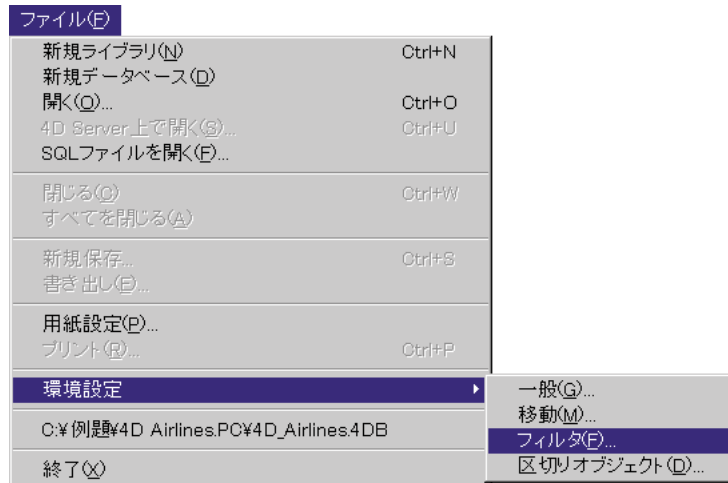 ファイル(F)
新規ライブラリ(N) Ctrl+N
新規データベース(D)
開く(O)... Ctrl+O
4D Server上で開く(S)... Ctrl+U
SQLファイルを開く(F)...
閉じる(C) Ctrl+W
すべてを閉じる(A)
新規保存... Ctrl+S
書き出し(E)...
用紙設定(P)...
プリント(R)... Ctrl+P
環境設定
一般(G)...
移動(M)...
フィルタ(F)...
区切りオブジェクト(D)...
C:¥例題¥4D Airlines.PC¥4D_Airlines.4DB
終了(X)